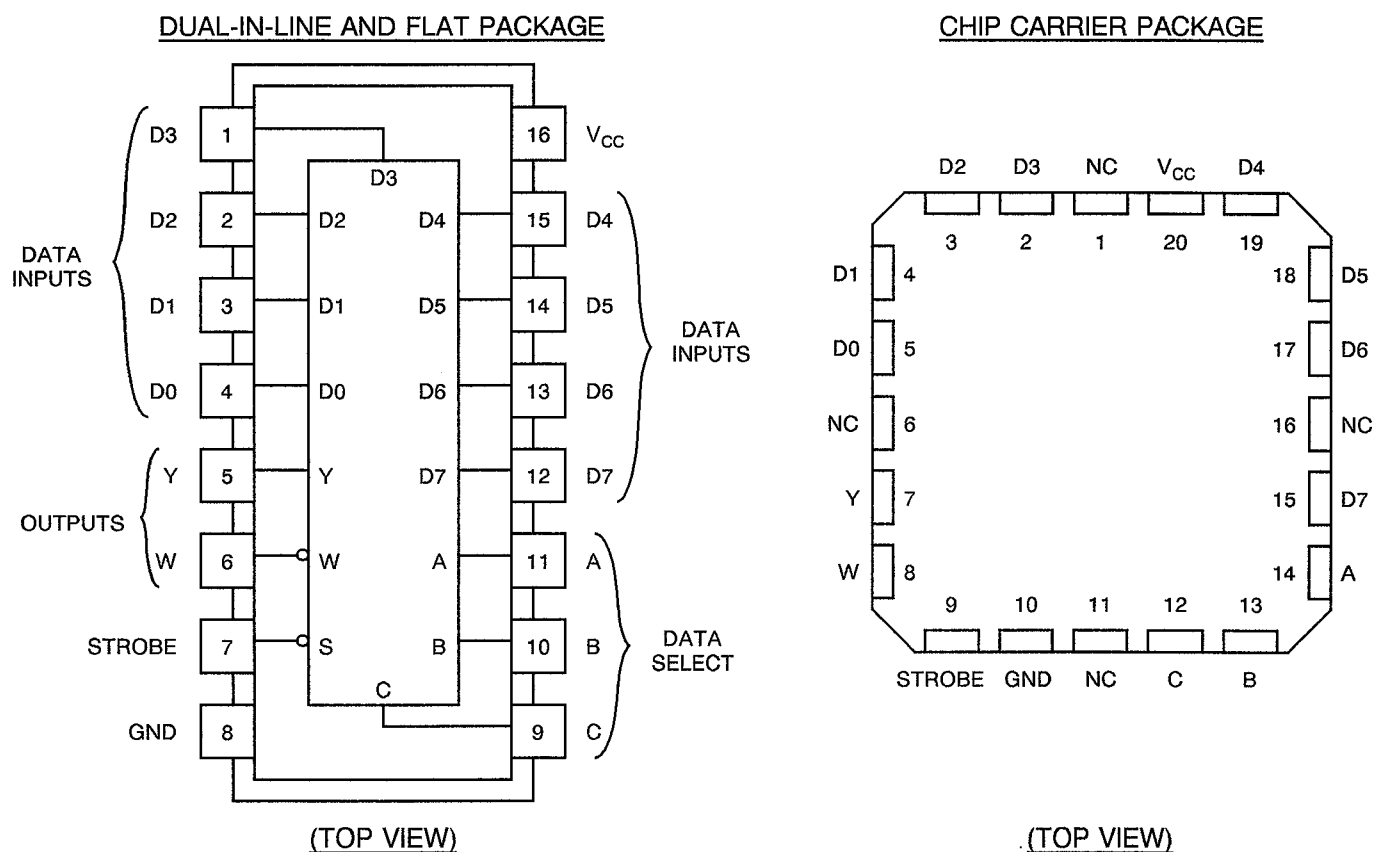 DUAL-IN-LINE AND FLAT PACKAGE
D3 1 16 VCC
D3
D2 2 D2 D4 15 D4
DATA
INPUTS
D1 3 D1 D5 14 D5
DATA
INPUTS
D0 4 D0 D6 13 D6
Y 5 Y D7 12 D7
OUTPUTS
W 6 W A 11 A
STROBE 7 S B 10 B
DATA
SELECT
C
GND 8 9 C
(TOP VIEW)
CHIP CARRIER PACKAGE
D2 D3 NC VCC D4
3 2 1 20 19
D1 4 18 D5
D0 5 17 D6
NC 6 16 NC
Y 7 15 D7
W 8 14 A
9 10 11 12 13
STROBE GND NC C B
(TOP VIEW)